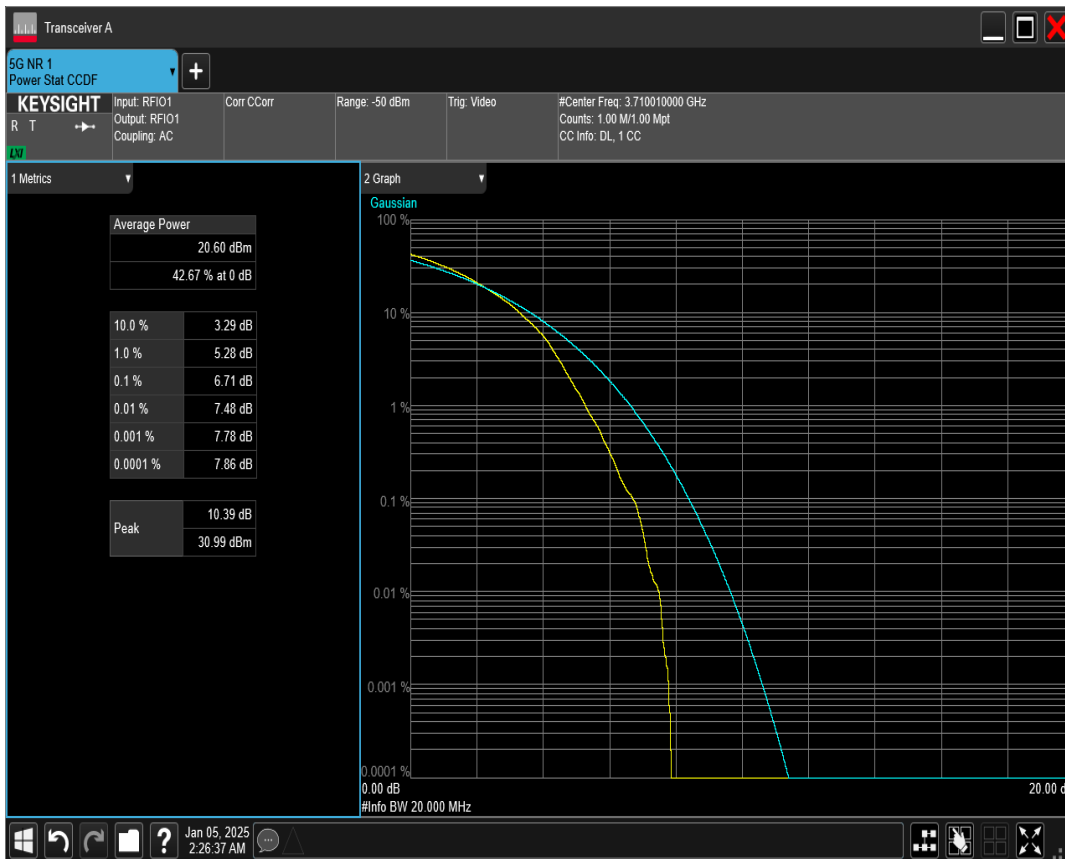 Transceiver A
5G NR 1
Power Stat CCDF
KEYSIGHT
R T
LXI
Input: RFIO1
Output: RFIO1
Coupling: AC
Corr CCorr
Range: -50 dBm
Trig: Video
#Center Freq: 3.710010000 GHz
Counts: 1.00 M/1.00 Mpt
CC Info: DL, 1 CC
1 Metrics
Average Power
20.60 dBm
42.67 % at 0 dB
10.0 % 3.29 dB
1.0 % 5.28 dB
0.1 % 6.71 dB
0.01 % 7.48 dB
0.001 % 7.78 dB
0.0001 % 7.86 dB
Peak
10.39 dB
30.99 dBm
2 Graph
Gaussian
100 %
10 %
1 %
0.1 %
0.01 %
0.001 %
0.0001 %
0.00 dB 20.00 d
#Info BW 20.000 MHz
Jan 05, 2025
2:26:37 AM